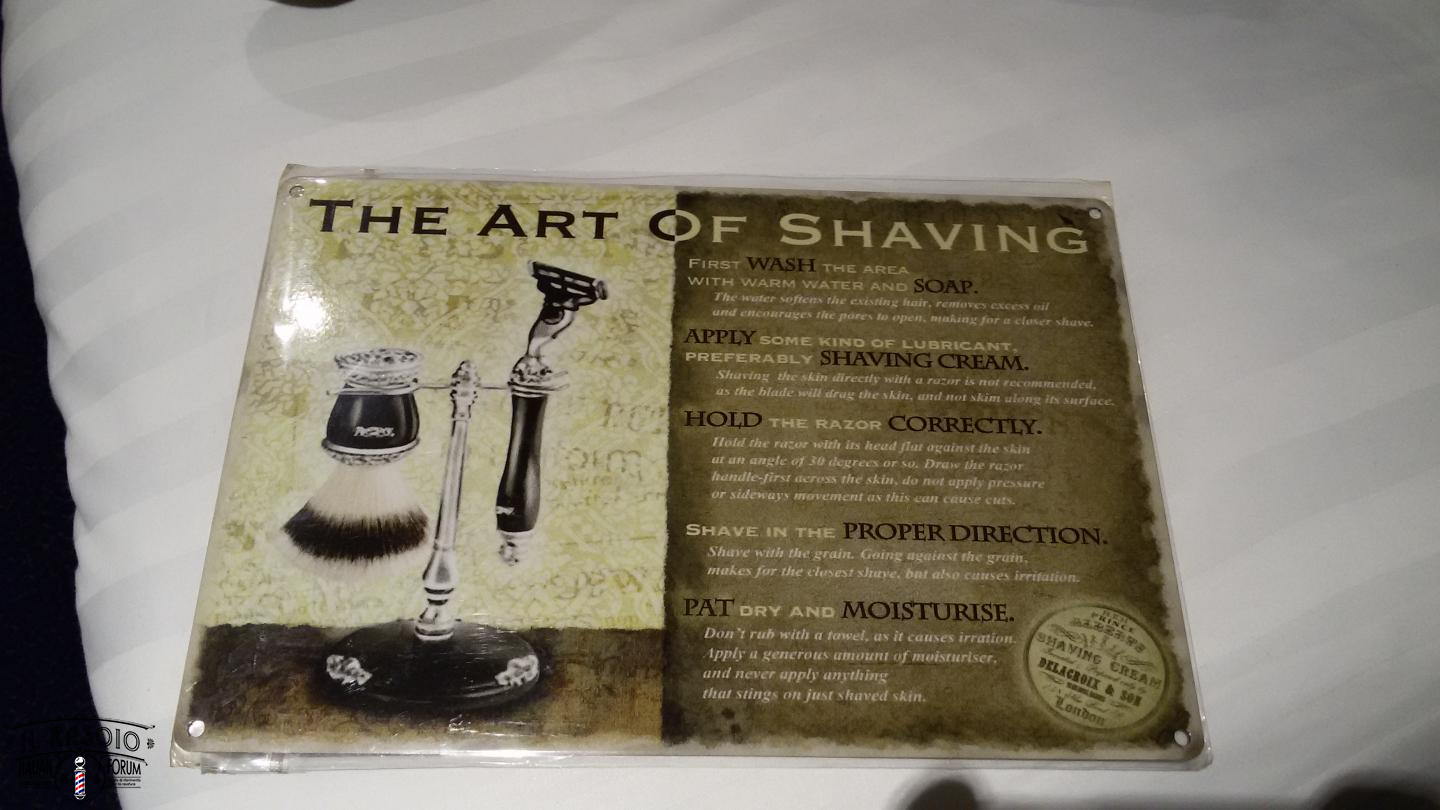 THE ART OF SHAVING
FIRST WASH THE AREA
WITH WARM WATER AND SOAP.
The water softens the existing hair, removes excess oil
and encourages the pores to open, making for a closer shave.
APPLY SOME KIND OF LUBRICANT,
PREFERABLY SHAVING CREAM.
Shaving the skin directly with a razor is not recommended,
as the blade will drag the skin, and not skim along its surface.
HOLD THE RAZOR CORRECTLY.
Hold the razor with its head flat against the skin
at an angle of 30 degrees or so. Draw the razor
handle-first across the skin, do not apply pressure
or sideways movement as this can cause cuts.
SHAVE IN THE PROPER DIRECTION.
Shave with the grain. Going against the grain,
makes for the closest shave, but also causes irritation.
PAT DRY AND MOISTURISE.
Don't rub with a towel, as it causes irration.
Apply a generous amount of moisturiser,
and never apply anything
that stings on just shaved skin.
PRINCE
ALBERT'S
SHAVING CREAM
DELACROIX & SON
London
IL RASOIO
ITALIAN FORUM